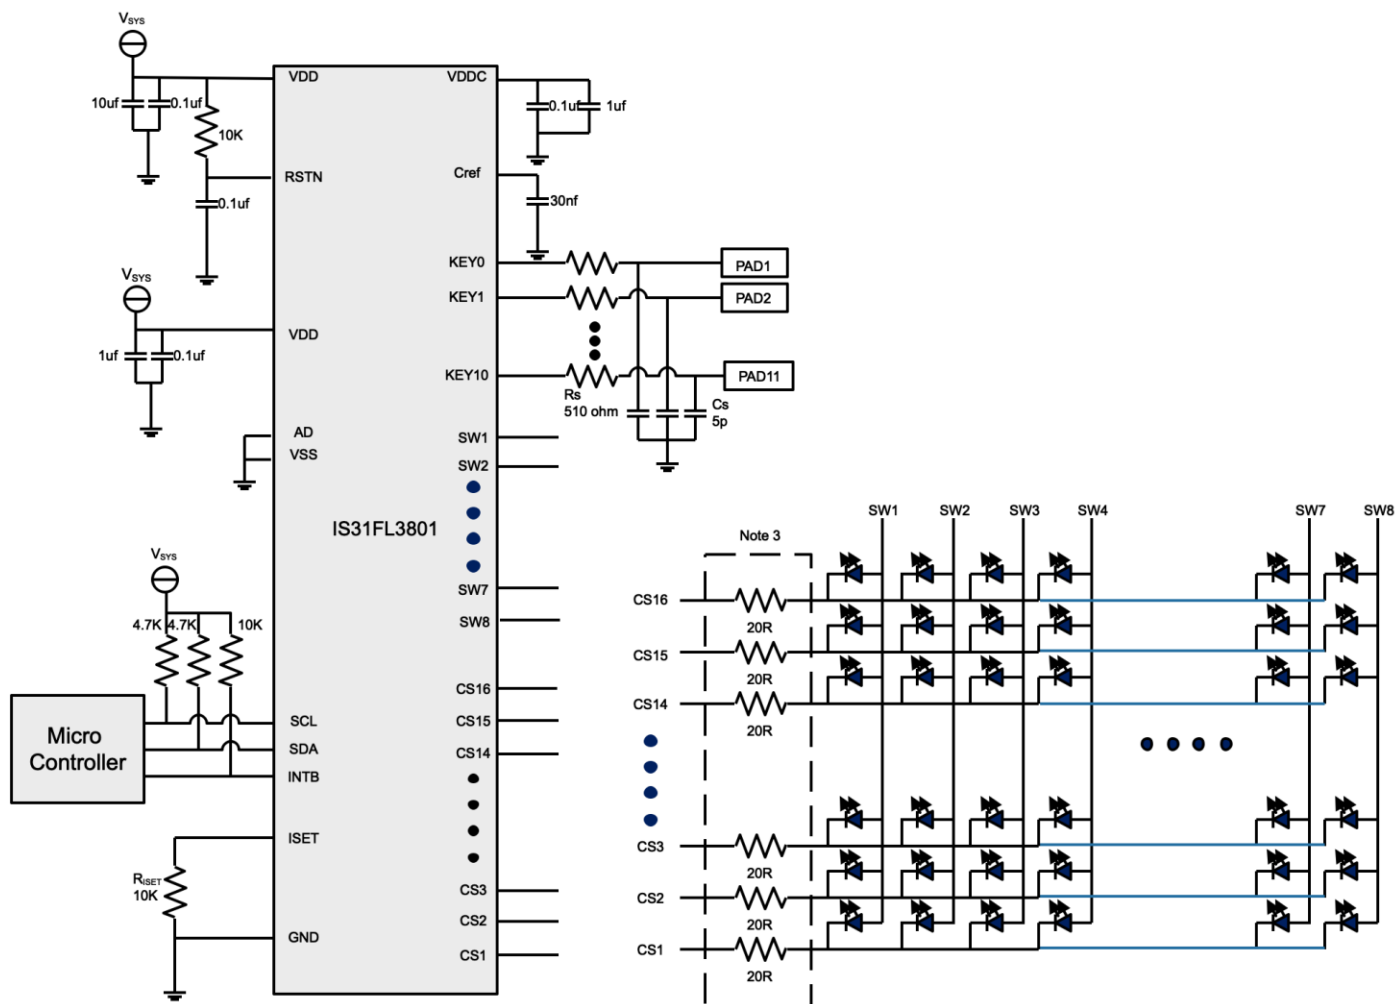 VSYS
VDD
VDDC
10uf
0.1uf
0.1uf
1uf
10K
RSTN
Cref
0.1uf
30nf
KEY0
PAD1
VSYS
KEY1
PAD2
VDD
1uf
0.1uf
KEY10
PAD11
Rs
510 ohm
Cs
5p
AD
VSS
SW1
SW2
IS31FL3801
SW7
SW8
VSYS
4.7K
4.7K
10K
CS16
CS15
CS14
Micro
Controller
SCL
SDA
INTB
ISET
RISET
10K
GND
CS3
CS2
CS1
Note 3
SW1
SW2
SW3
SW4
SW7
SW8
CS16
20R
CS15
20R
CS14
20R
CS3
20R
CS2
20R
CS1
20R